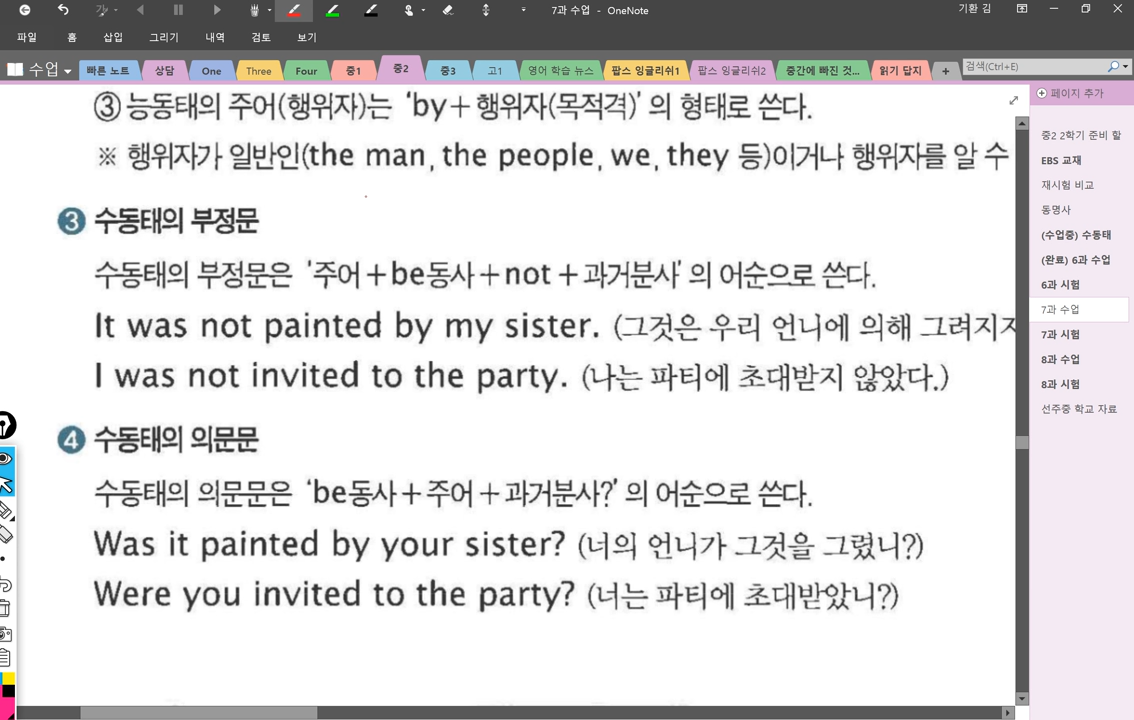 7과 수업 - OneNote
기환 김
파일 홈 삽입 그리기 내역 검토 보기
수업 빠른 노트 상담 One Three Four 중1 중2 중3 고1 영어 학습 뉴스 팝스 잉글리쉬1 팝스 잉글리쉬2 중간에 빠진 것... 읽기 답지 + 검색(Ctrl+E)
페이지 추가
③ 능동태의 주어(행위자)는 ‘by+행위자(목적격)’의 형태로 쓴다.
※ 행위자가 일반인(the man, the people, we, they 등)이거나 행위자를 알 수
3 수동태의 부정문
수동태의 부정문은 ‘주어+be동사+not+과거분사’의 어순으로 쓴다.
It was not painted by my sister. (그것은 우리 언니에 의해 그려지지
I was not invited to the party. (나는 파티에 초대받지 않았다.)
4 수동태의 의문문
수동태의 의문문은 ‘be동사+주어+과거분사?’의 어순으로 쓴다.
Was it painted by your sister? (너의 언니가 그것을 그렸니?)
Were you invited to the party? (너는 파티에 초대받았니?)
중2 2학기 준비 할
EBS 교재
재시험 비교
동명사
(수업중) 수동태
(완료) 6과 수업
6과 시험
7과 수업
7과 시험
8과 수업
8과 시험
선주중 학교 자료